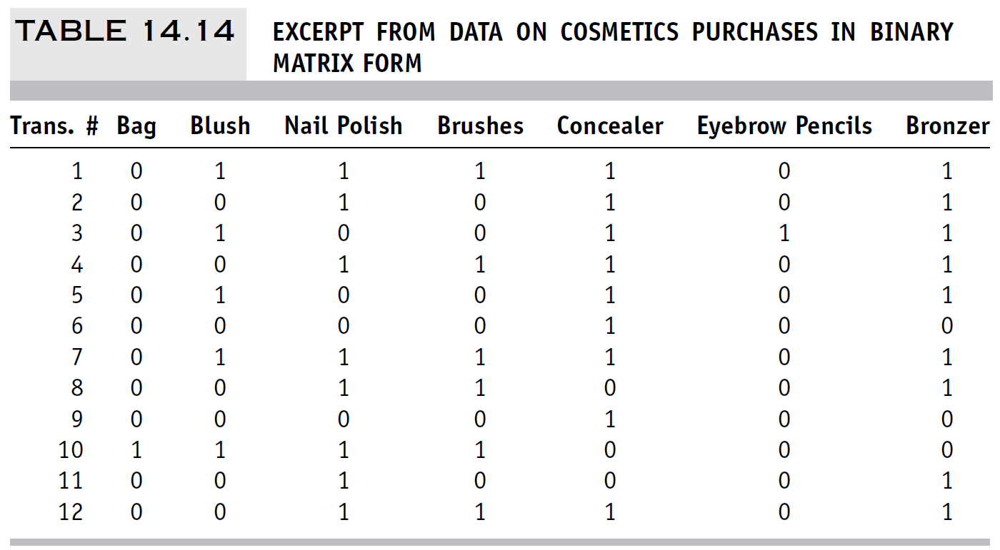 TABLE 14.14 EXCERPT FROM DATA ON COSMETICS PURCHASES IN BINARY
MATRIX FORM
Trans. # Bag Blush Nail Polish Brushes Concealer Eyebrow Pencils Bronzer
1 0 1 1 1 1 0 1
2 0 0 1 0 1 0 1
3 0 1 0 0 1 1 1
4 0 0 1 1 1 0 1
5 0 1 0 0 1 0 1
6 0 0 0 0 1 0 0
7 0 1 1 1 1 0 1
8 0 0 1 1 0 0 1
9 0 0 0 0 1 0 0
10 1 1 1 1 0 0 0
11 0 0 1 0 0 0 1
12 0 0 1 1 1 0 1